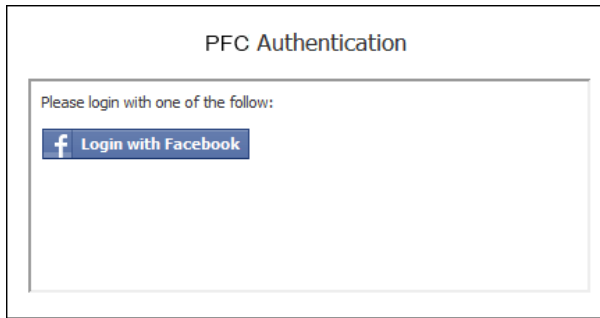 PFC Authentication
Please login with one of the follow:
f Login with Facebook